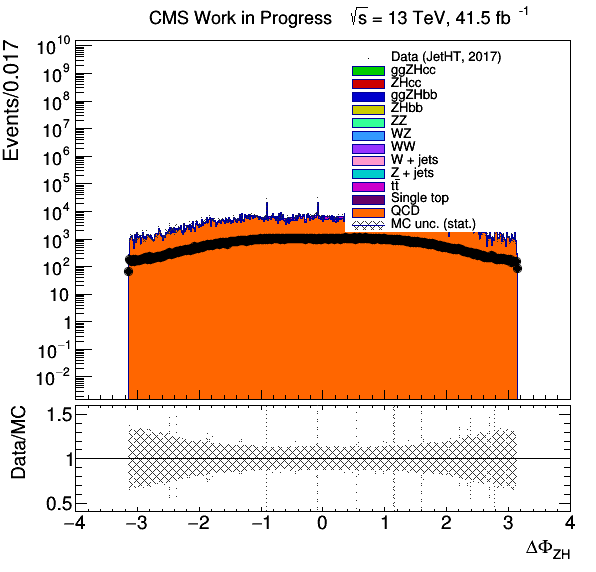 CMS Work in Progress √s = 13 TeV, 41.5 fb⁻¹
Events/0.017
10¹⁰
10⁹
10⁸
10⁷
10⁶
10⁵
10⁴
10³
10²
10
1
10⁻¹
10⁻²
Data (JetHT, 2017)
ggZHcc
ZHcc
ggZHbb
ZHbb
ZZ
WZ
WW
W + jets
Z + jets
tt̄
Single top
QCD
MC unc. (stat.)
Data/MC
1.5
1
0.5
−4 −3 −2 −1 0 1 2 3 4
ΔΦ_ZH